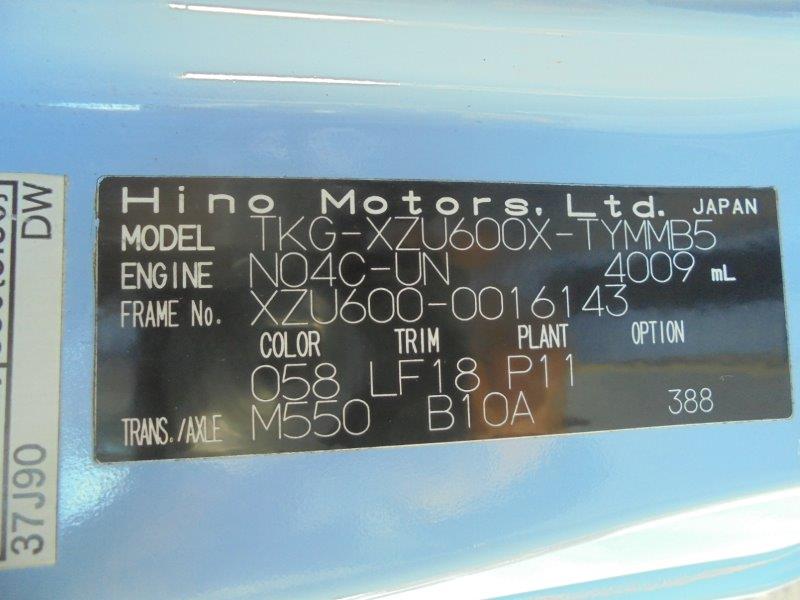 Hino Motors, Ltd. JAPAN
MODEL TKG-XZU600X-TYMMB5
ENGINE N04C-UN 4009 mL
FRAME No. XZU600-0016143
COLOR TRIM PLANT OPTION
058 LF18 P11
TRANS./AXLE M550 B10A 388
DW
37J90